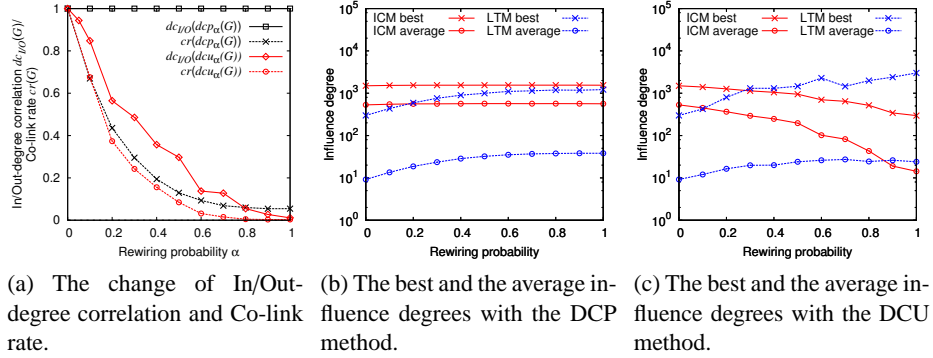 In/Out-degree correlation dc_{I/O}(G)/
Co-link rate cr(G)
1
0.8
0.6
0.4
0.2
0
0 0.2 0.4 0.6 0.8 1
Rewiring probability α
dc_{I/O}(dcp_α(G))
cr(dcp_α(G))
dc_{I/O}(dcu_α(G))
cr(dcu_α(G))
(a) The change of In/Out-
degree correlation and Co-link
rate.
ICM best LTM best
ICM average LTM average
Influence degree
10^5
10^4
10^3
10^2
10^1
10^0
0 0.2 0.4 0.6 0.8 1
Rewiring probability α
(b) The best and the average in-
fluence degrees with the DCP
method.
ICM best LTM best
ICM average LTM average
Influence degree
10^5
10^4
10^3
10^2
10^1
10^0
0 0.2 0.4 0.6 0.8 1
Rewiring probability α
(c) The best and the average in-
fluence degrees with the DCU
method.